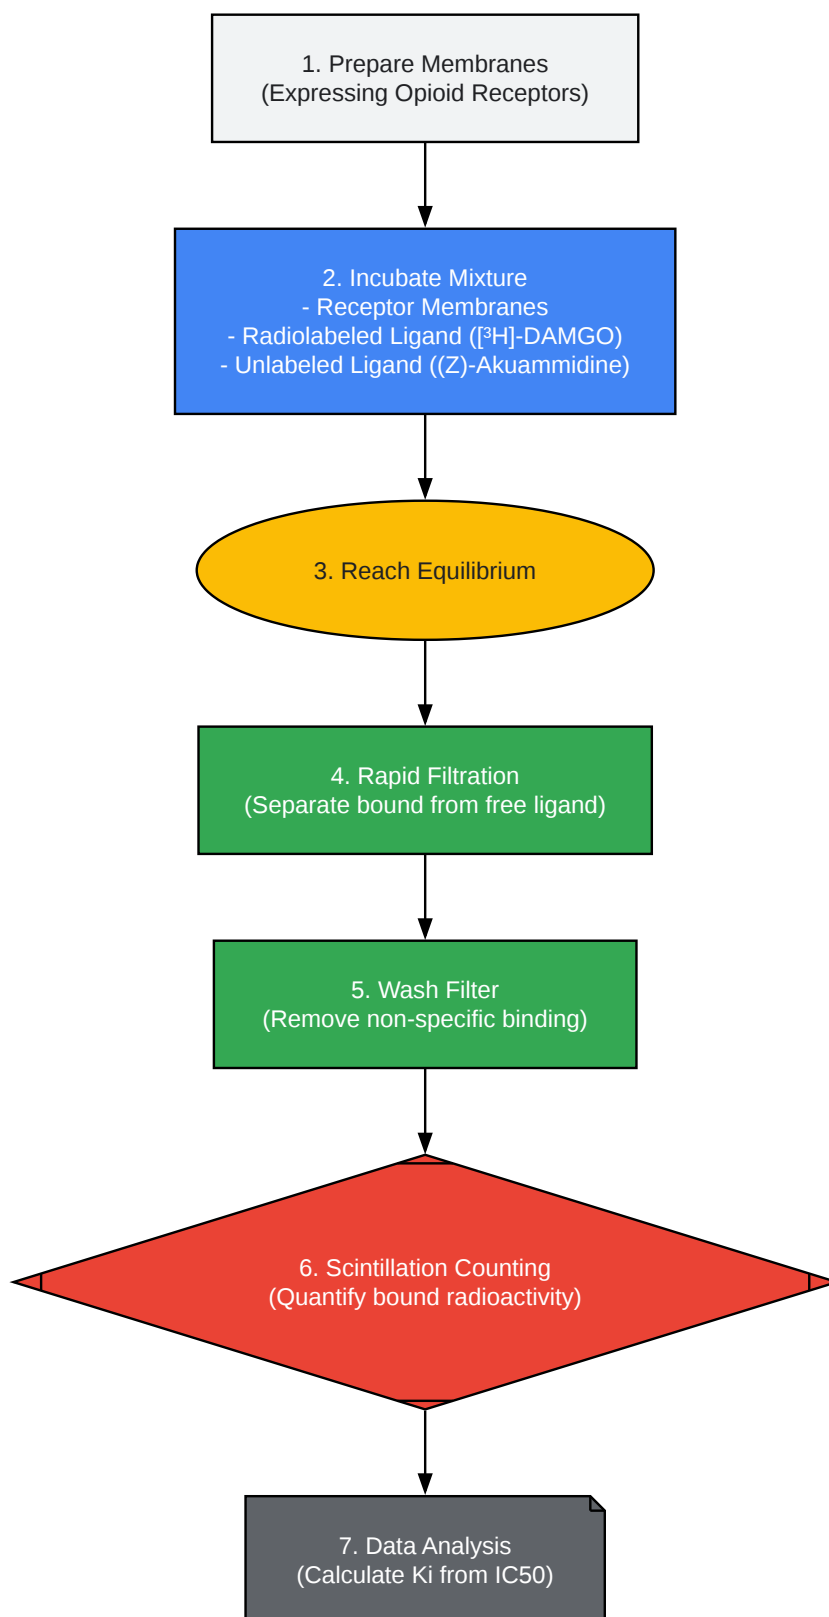 1. Prepare Membranes
(Expressing Opioid Receptors)
2. Incubate Mixture
- Receptor Membranes
- Radiolabeled Ligand ([³H]-DAMGO)
- Unlabeled Ligand ((Z)-Akuammidine)
3. Reach Equilibrium
4. Rapid Filtration
(Separate bound from free ligand)
5. Wash Filter
(Remove non-specific binding)
6. Scintillation Counting
(Quantify bound radioactivity)
7. Data Analysis
(Calculate Ki from IC50)